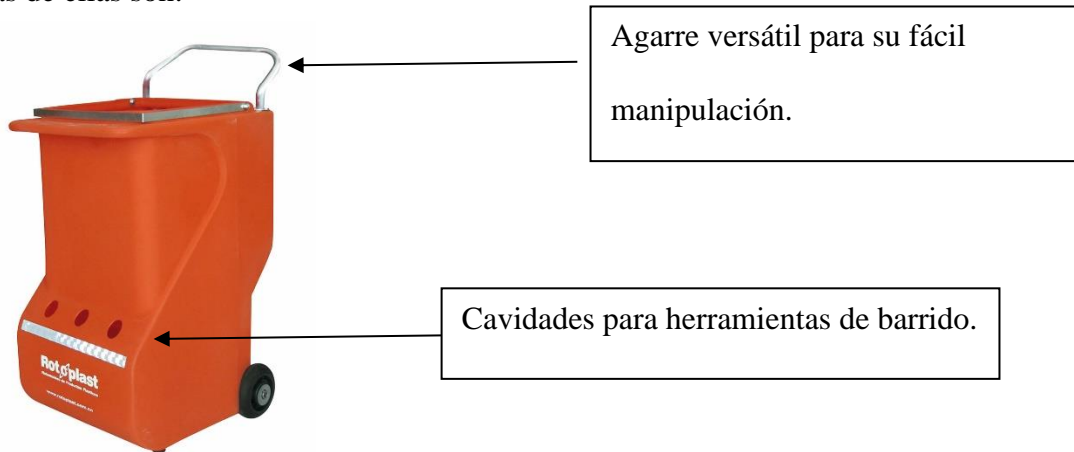 as de ellas son:
Agarre versátil para su fácil
manipulación.
Cavidades para herramientas de barrido.
Rotoplast